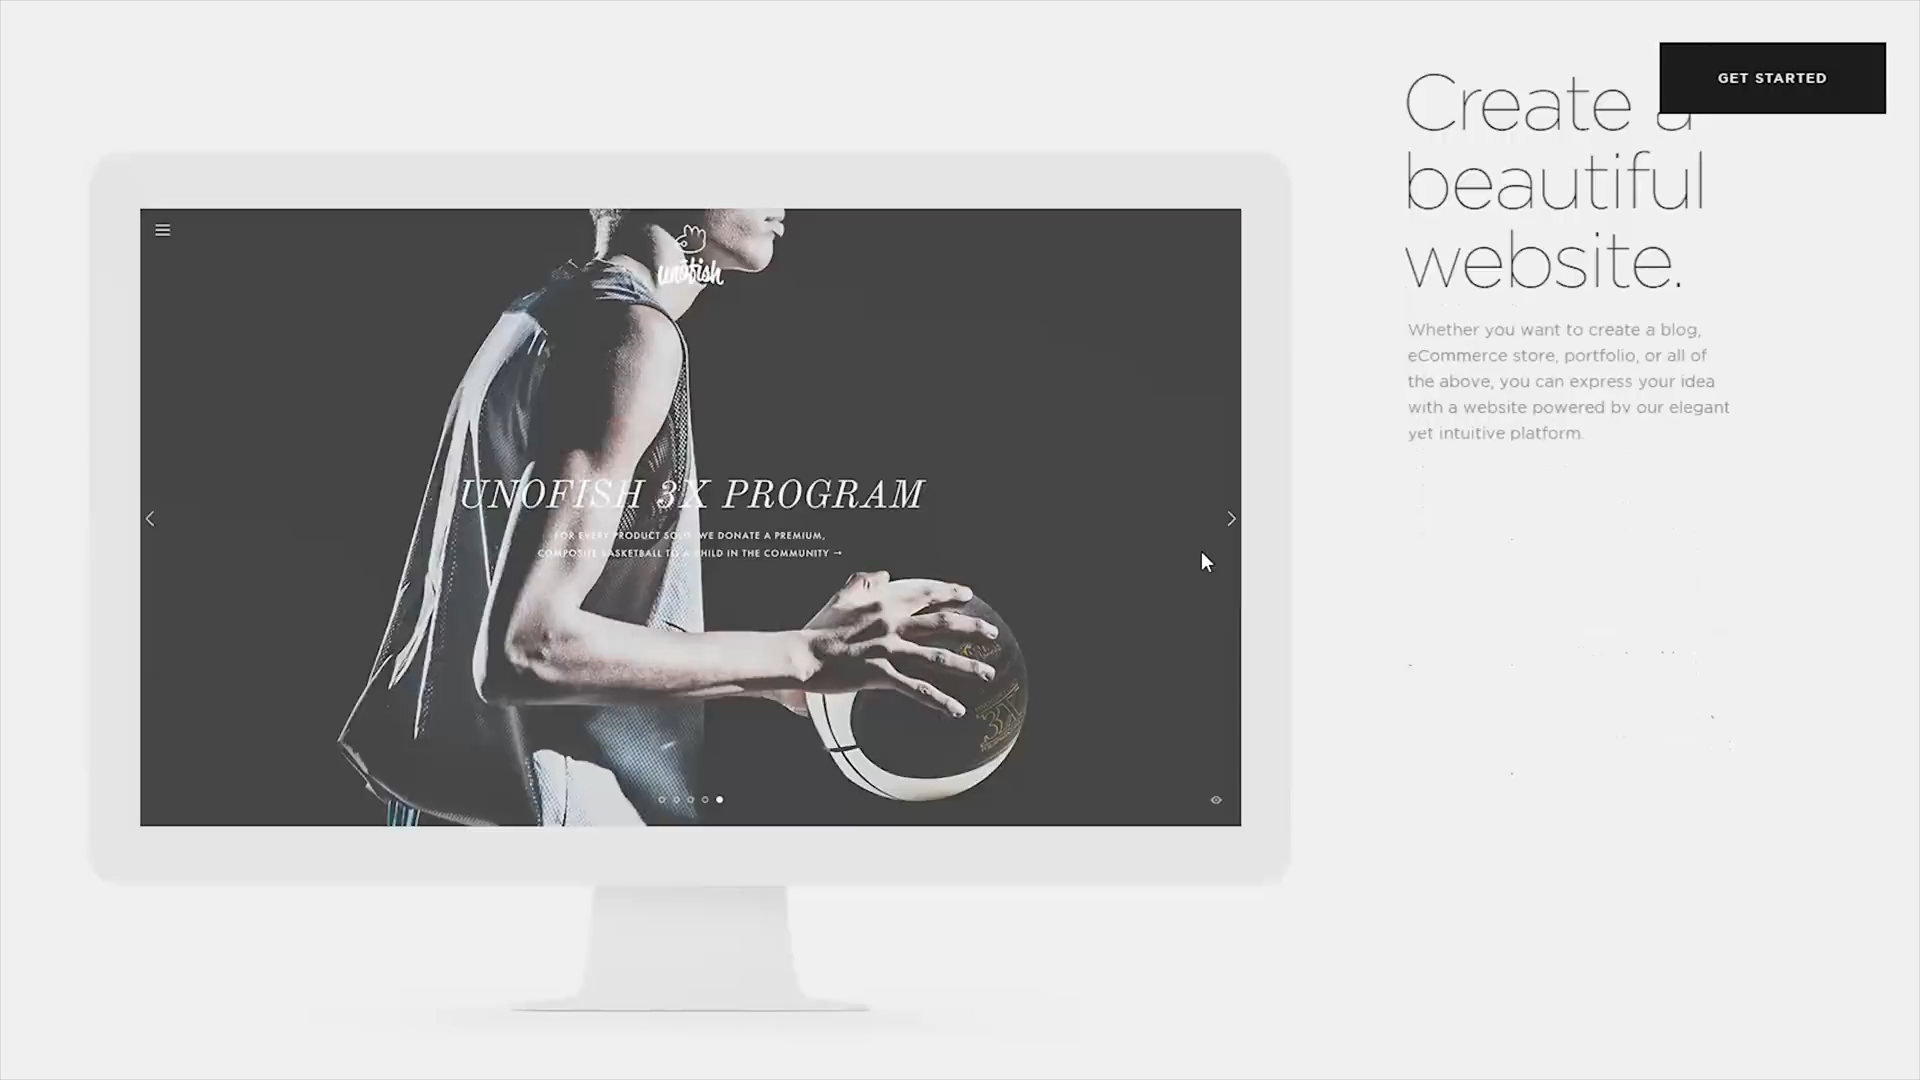 GET STARTED
Create a
beautiful
website.
Whether you want to create a blog,
eCommerce store, portfolio, or all of
the above, you can express your idea
with a website powered by our elegant
yet intuitive platform.
unofish
UNOFISH 3X PROGRAM
FOR EVERY PRODUCT SOLD, WE DONATE A PREMIUM,
COMPOSITE BASKETBALL TO A CHILD IN THE COMMUNITY →
3X